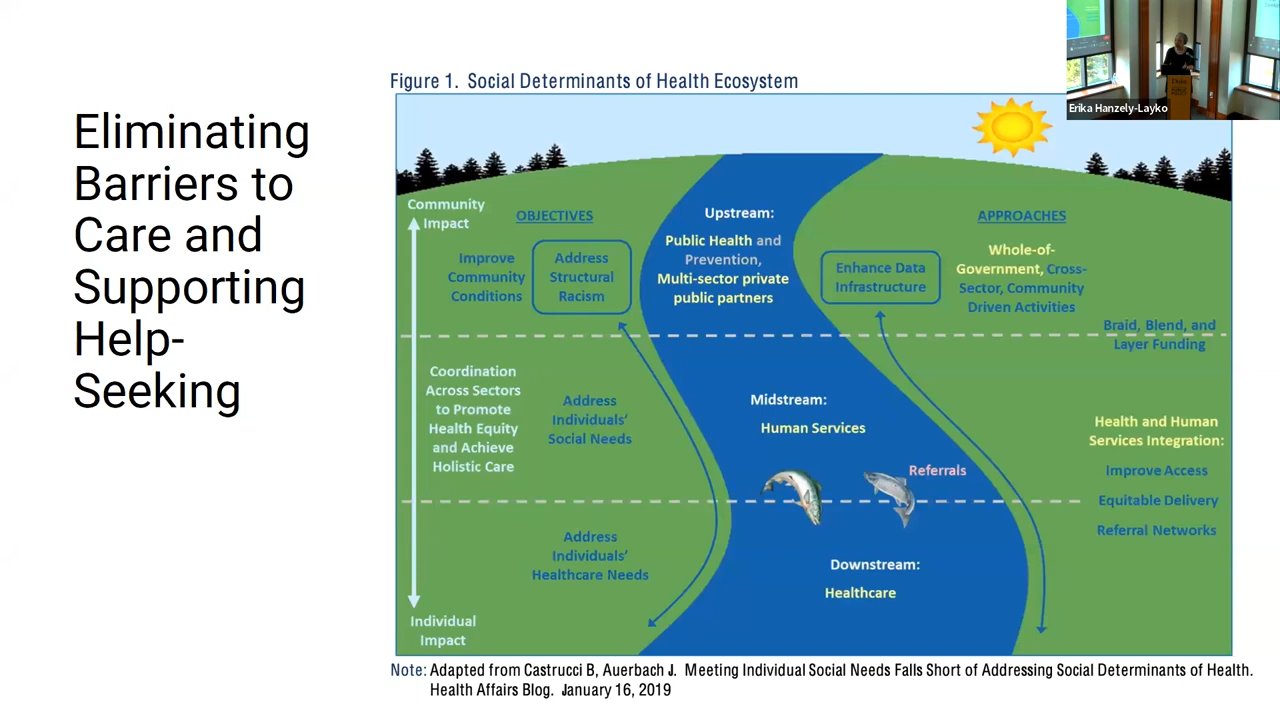 Eliminating
Barriers to
Care and
Supporting
Help-
Seeking
Figure 1. Social Determinants of Health Ecosystem
Erika Hanzely-Layko
Community
Impact
OBJECTIVES
Improve
Community
Conditions
Address
Structural
Racism
Upstream:
Public Health and
Prevention,
Multi-sector private
public partners
APPROACHES
Enhance Data
Infrastructure
Whole-of-
Government, Cross-
Sector, Community
Driven Activities
Braid, Blend, and
Layer Funding
Coordination
Across Sectors
to Promote
Health Equity
and Achieve
Holistic Care
Address
Individuals'
Social Needs
Midstream:
Human Services
Referrals
Health and Human
Services Integration:
Improve Access
Equitable Delivery
Referral Networks
Address
Individuals'
Healthcare Needs
Downstream:
Healthcare
Individual
Impact
Note: Adapted from Castrucci B, Auerbach J. Meeting Individual Social Needs Falls Short of Addressing Social Determinants of Health.
Health Affairs Blog. January 16, 2019